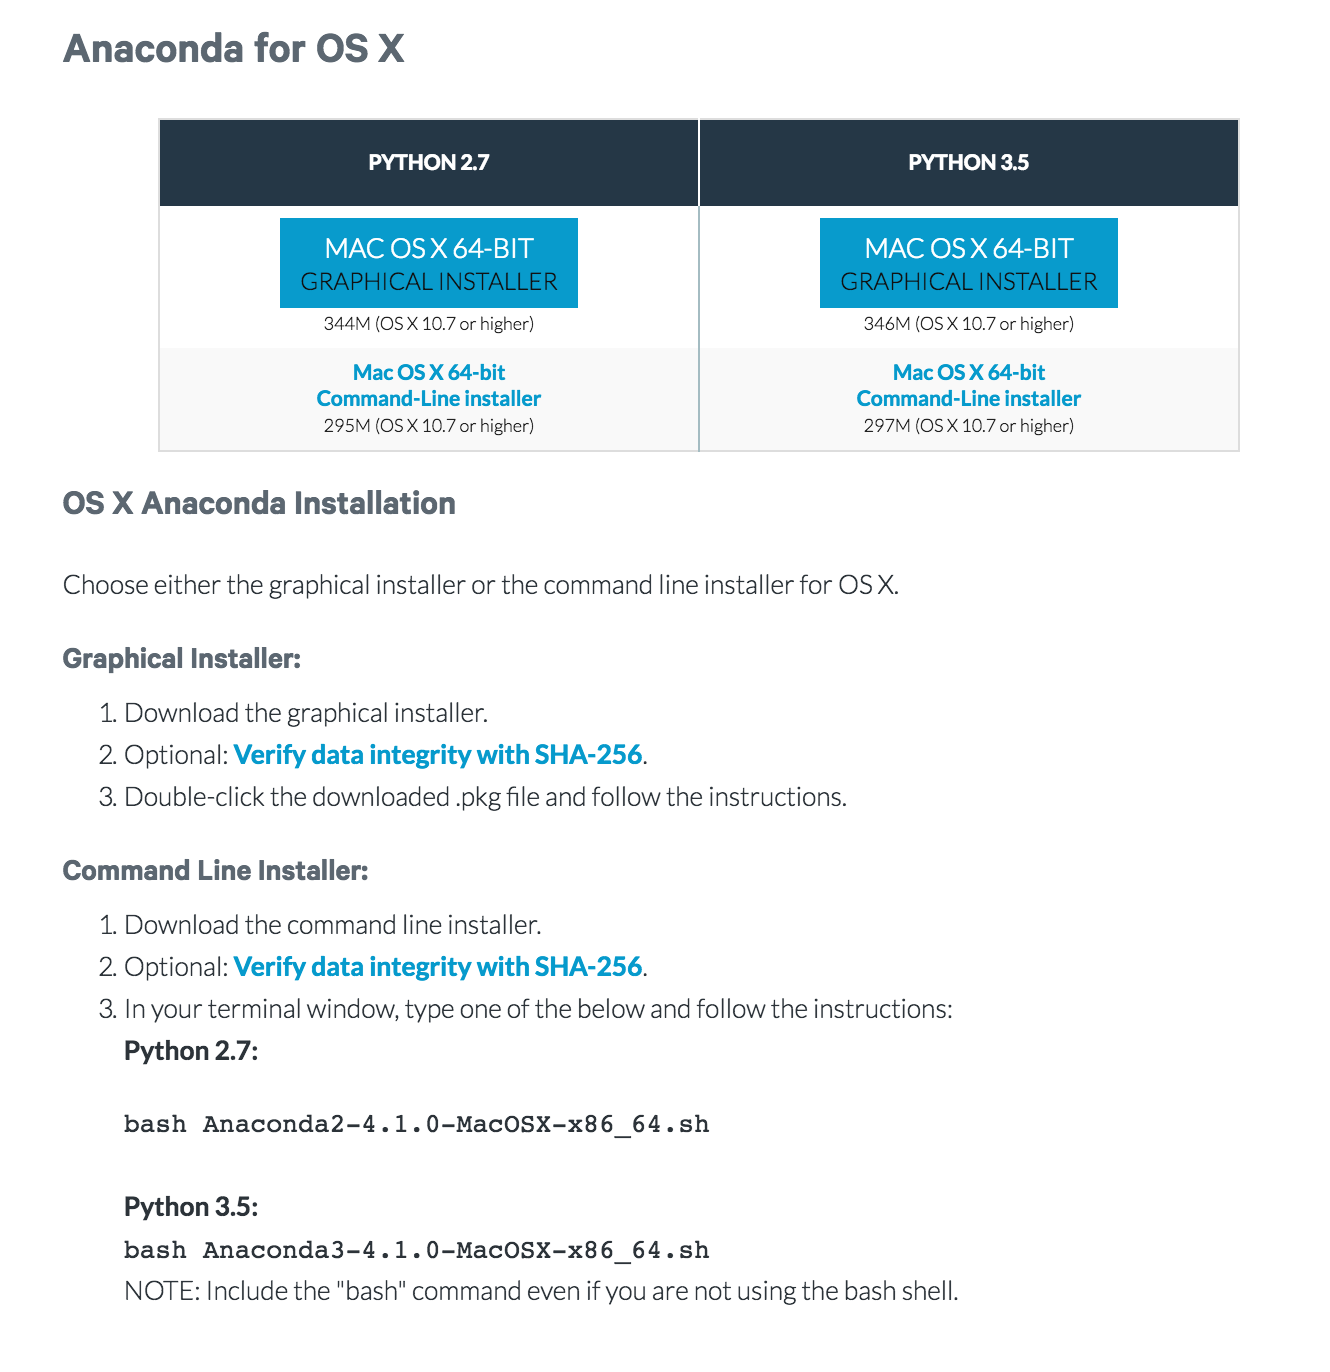 Anaconda for OS X
PYTHON 2.7
PYTHON 3.5
MAC OS X 64-BIT
GRAPHICAL INSTALLER
344M (OS X 10.7 or higher)
MAC OS X 64-BIT
GRAPHICAL INSTALLER
346M (OS X 10.7 or higher)
Mac OS X 64-bit
Command-Line installer
295M (OS X 10.7 or higher)
Mac OS X 64-bit
Command-Line installer
297M (OS X 10.7 or higher)
OS X Anaconda Installation
Choose either the graphical installer or the command line installer for OS X.
Graphical Installer:
1. Download the graphical installer.
2. Optional: Verify data integrity with SHA-256.
3. Double-click the downloaded .pkg file and follow the instructions.
Command Line Installer:
1. Download the command line installer.
2. Optional: Verify data integrity with SHA-256.
3. In your terminal window, type one of the below and follow the instructions:
Python 2.7:
bash Anaconda2-4.1.0-MacOSX-x86_64.sh
Python 3.5:
bash Anaconda3-4.1.0-MacOSX-x86_64.sh
NOTE: Include the "bash" command even if you are not using the bash shell.